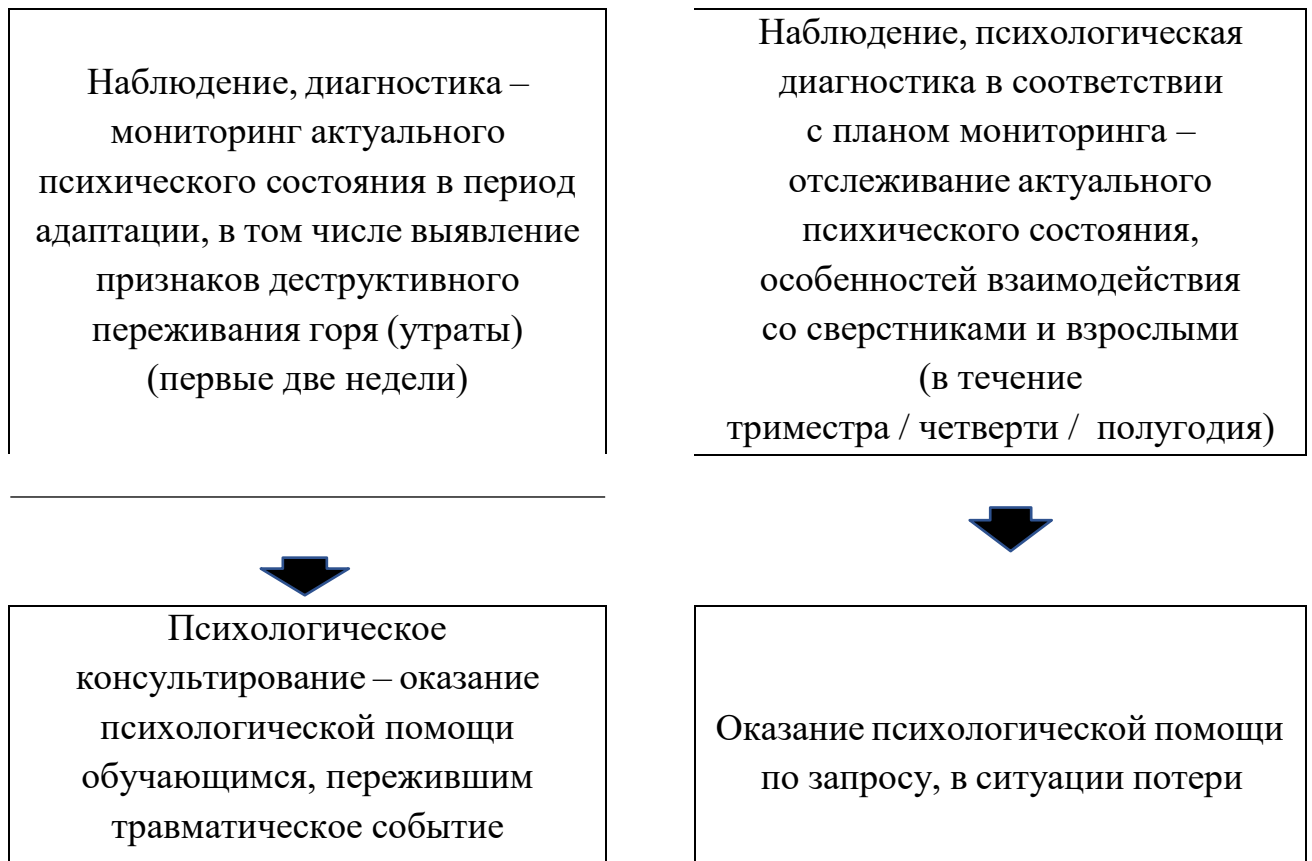 Наблюдение, диагностика –
мониторинг актуального
психического состояния в период
адаптации, в том числе выявление
признаков деструктивного
переживания горя (утраты)
(первые две недели)
Наблюдение, психологическая
диагностика в соответствии
с планом мониторинга –
отслеживание актуального
психического состояния,
особенностей взаимодействия
со сверстниками и взрослыми
(в течение
триместра / четверти / полугодия)
Психологическое
консультирование – оказание
психологической помощи
обучающимся, пережившим
травматическое событие
Оказание психологической помощи
по запросу, в ситуации потери